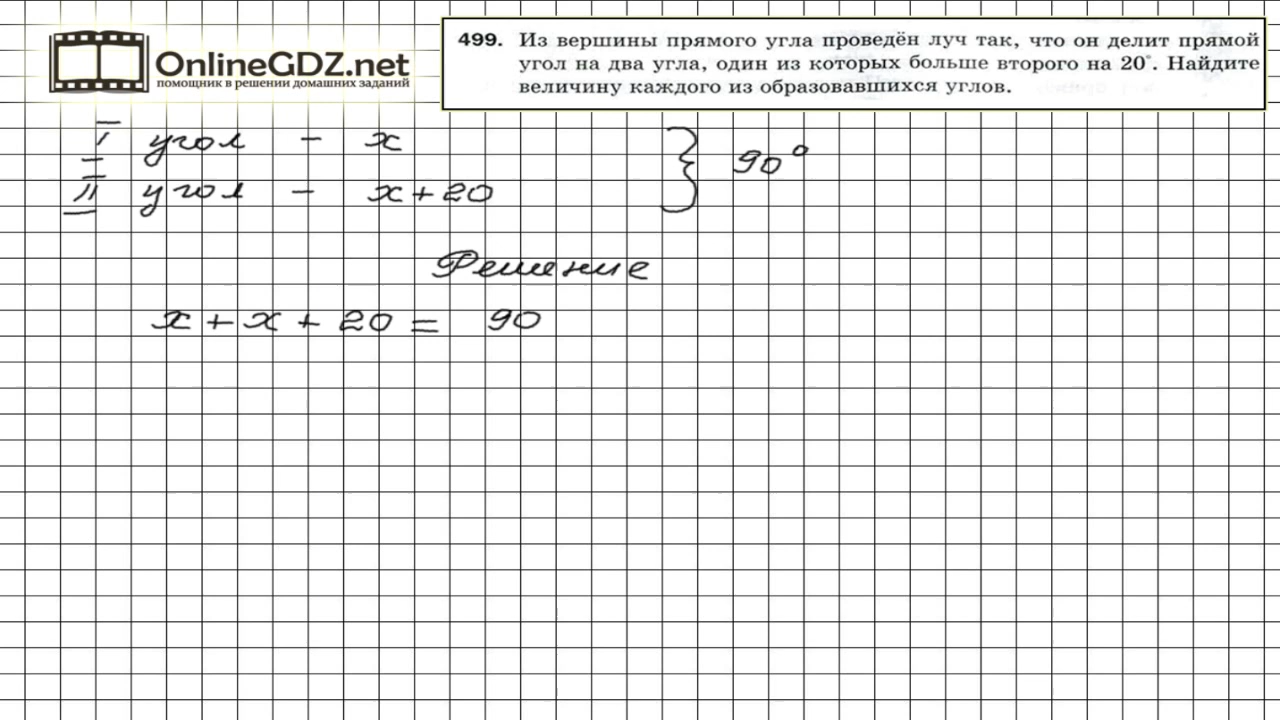 OnlineGDZ.net
помощник в решении домашних заданий
499. Из вершины прямого угла проведён луч так, что он делит прямой
угол на два угла, один из которых больше второго на 20°. Найдите
величину каждого из образовавшихся углов.
I угол - x
II угол - x+20
90°
Решение
x+x+20= 90